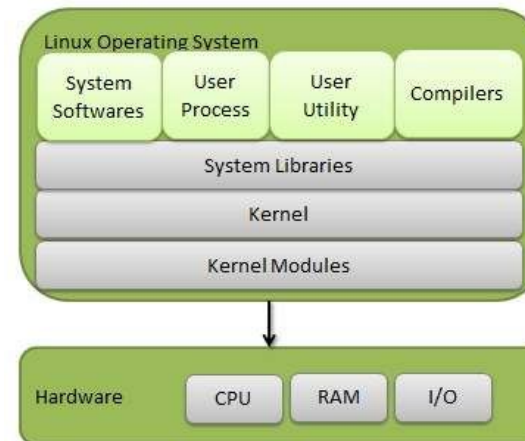 Linux Operating System
System
Softwares
User
Process
User
Utility
Compilers
System Libraries
Kernel
Kernel Modules
Hardware
CPU
RAM
I/O